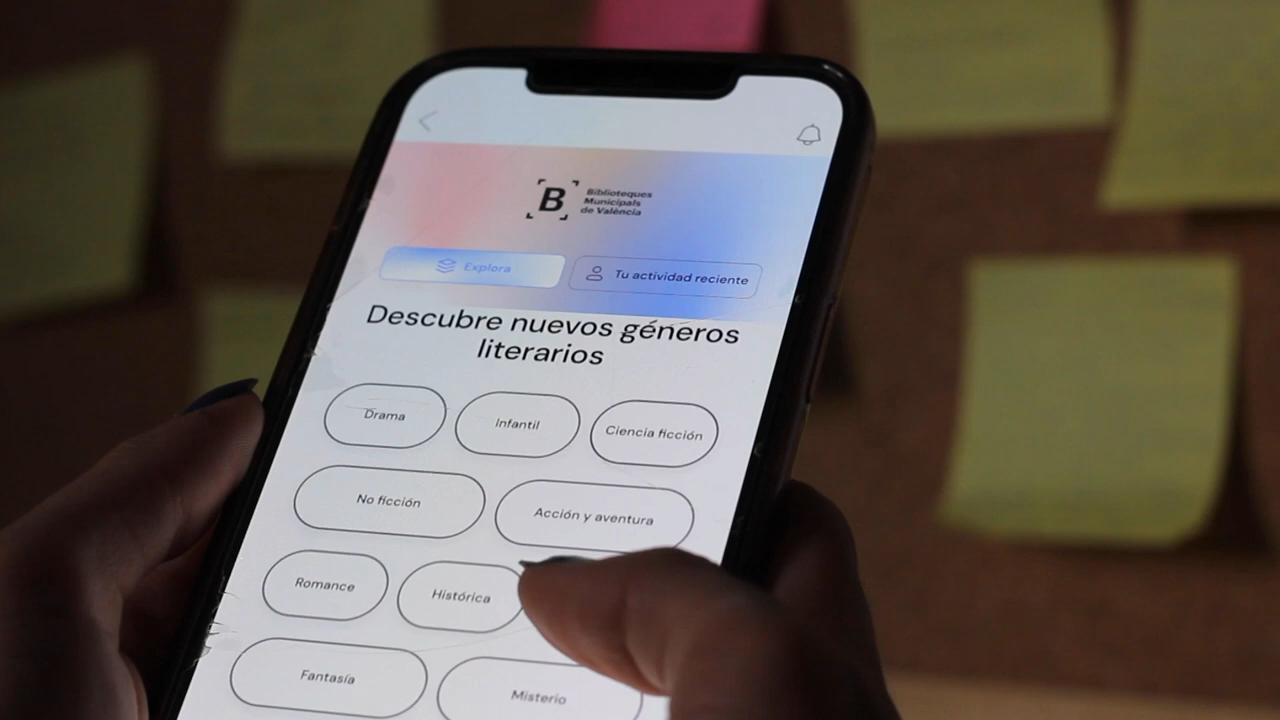 B
Biblioteques
Municipals
de València
Explora
Tu actividad reciente
Descubre nuevos géneros
literarios
Drama
Infantil
Ciencia ficción
No ficción
Acción y aventura
Romance
Histórica
Fantasía
Misterio